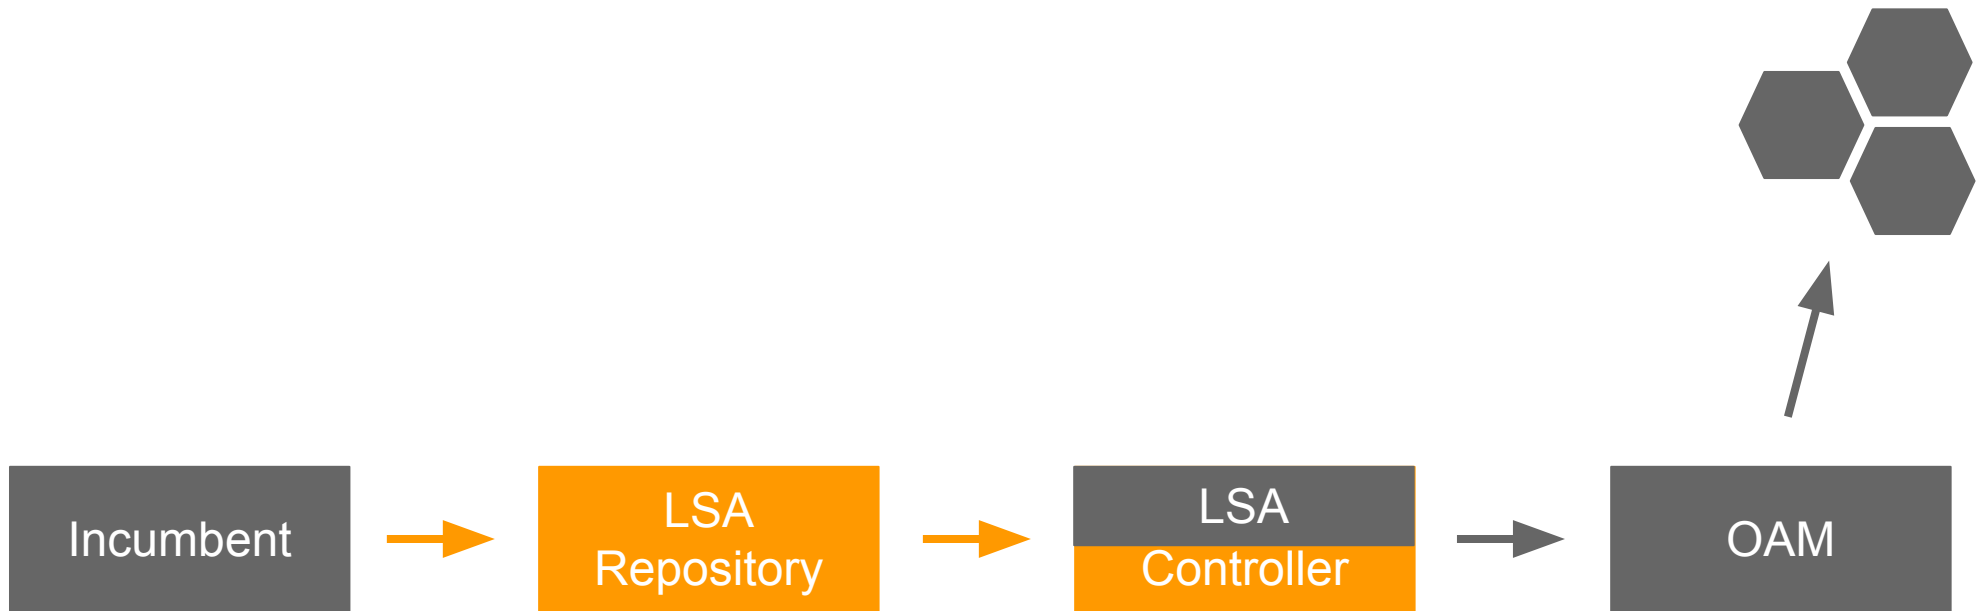 Incumbent
LSA
Repository
LSA
Controller
OAM